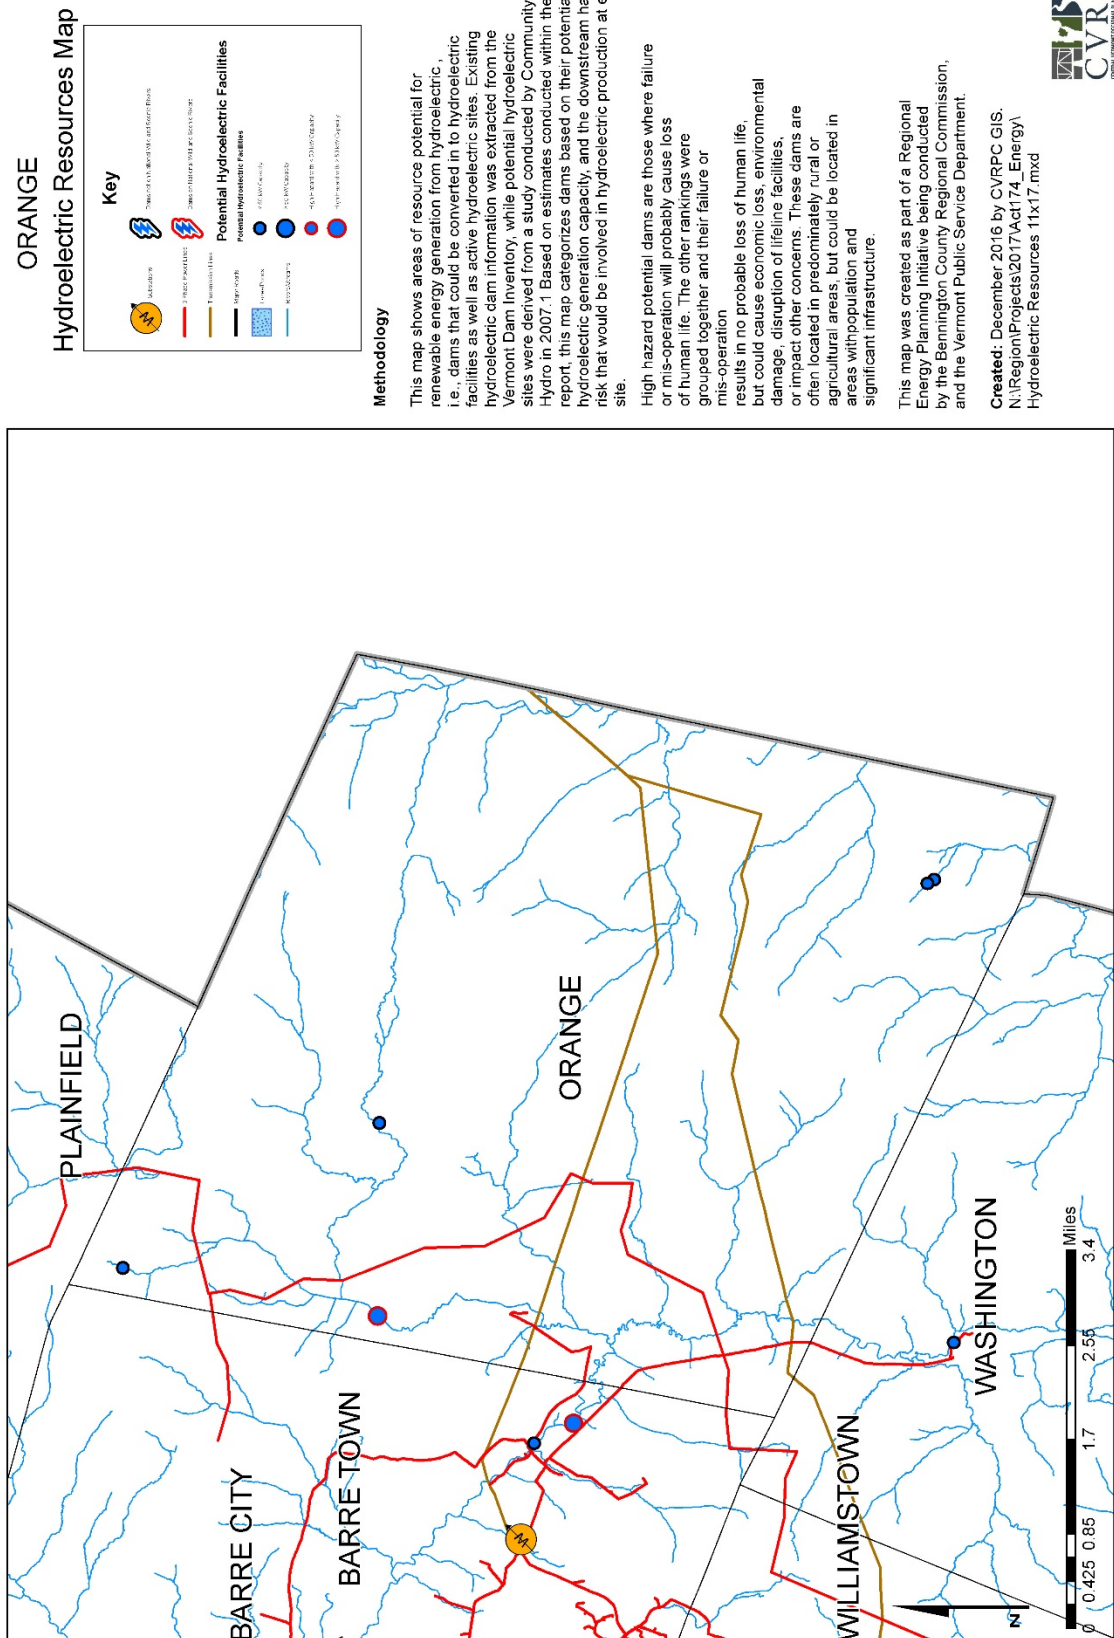 ORANGE
Hydroelectric Resources Map
Key
Substations
3 Phase Power Lines
Transmission Lines
Major Roads
Rivers/Streams
Potential Hydroelectric Facilities
Potential Hydroelectric Facilities
Methodology
This map shows areas of resource potential for
renewable energy generation from hydroelectric ,
i.e., dams that could be converted in to hydroelectric
facilities as well as active hydroelectric sites. Existing
hydroelectric dam information was extracted from the
Vermont Dam Inventory, while potential hydroelectric
sites were derived from a study conducted by Community
Hydro in 2007.1 Based on estimates conducted within the
report, this map categorizes dams based on their potential
hydroelectric generation capacity, and the downstream ha
risk that would be involved in hydroelectric production at e
site.
High hazard potential dams are those where failure
or mis-operation will probably cause loss
of human life. The other rankings were
grouped together and their failure or
mis-operation
results in no probable loss of human life,
but could cause economic loss, environmental
damage, disruption of lifeline facilities,
or impact other concerns. These dams are
often located in predominately rural or
agricultural areas, but could be located in
areas withpopulation and
significant infrastructure.
This map was created as part of a Regional
Energy Planning Initiative being conducted
by the Bennington County Regional Commission,
and the Vermont Public Service Department.
Created: December 2016 by CVRPC GIS.
N:\Region\Projects\2017\Act174_Energy\
Hydroelectric Resources 11x17.mxd
CVR
PLAINFIELD
BARRE CITY
BARRE TOWN
ORANGE
WILLIAMSTOWN
WASHINGTON
N
0 0.425 0.85 1.7 2.55 3.4
Miles